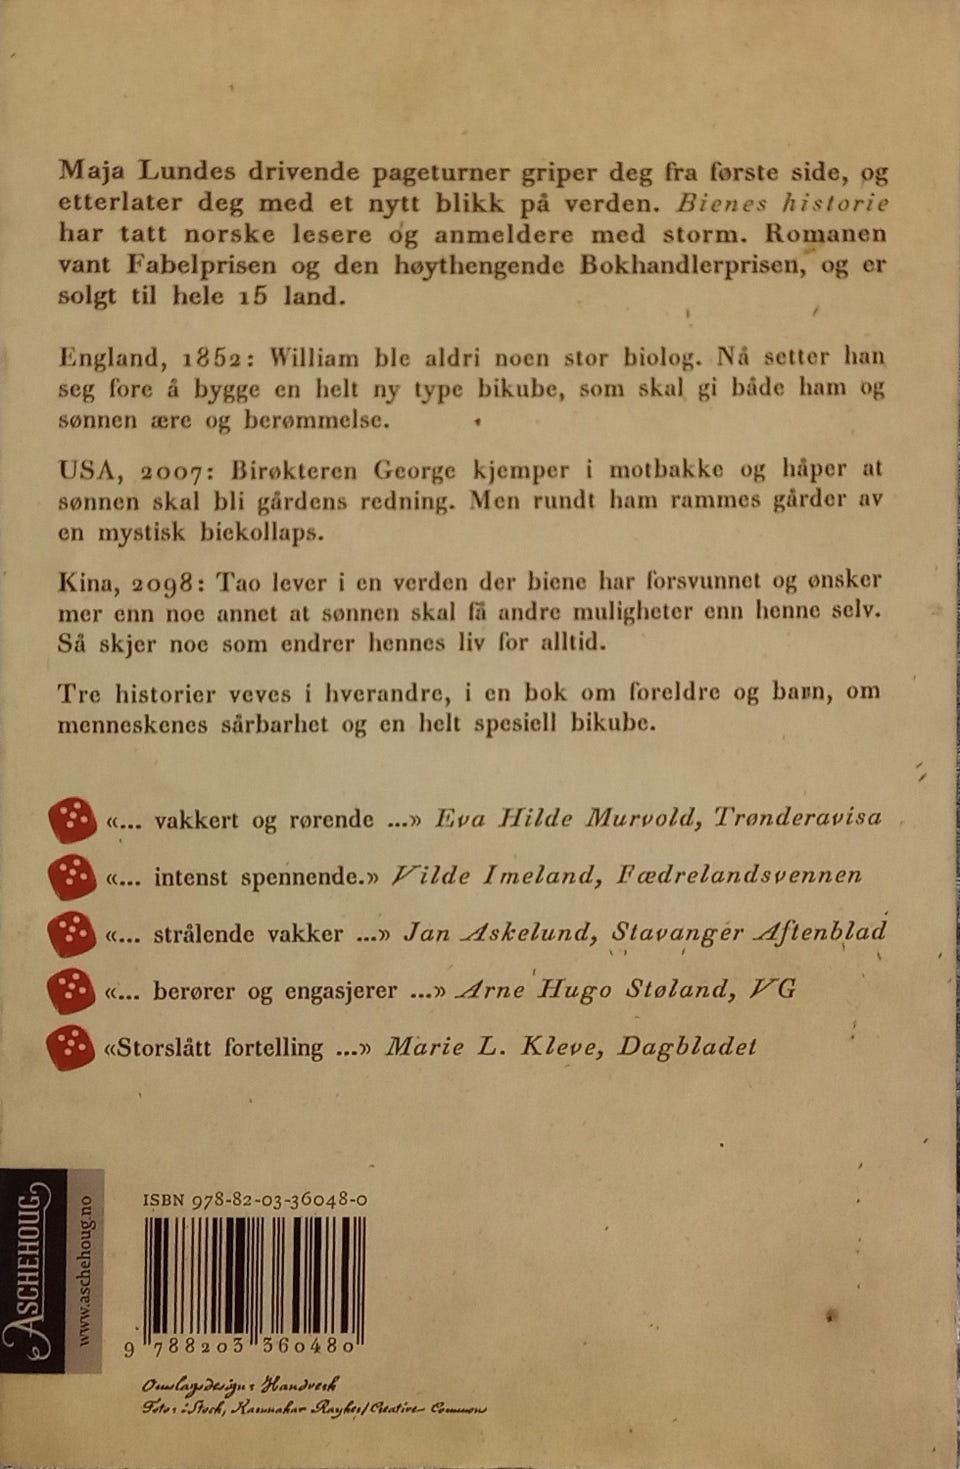 Maja Lundes drivende pageturner griper deg fra første side, og
etterlater deg med et nytt blikk på verden. Bienes historie
har tatt norske lesere og anmeldere med storm. Romanen
vant Fabelprisen og den høythengende Bokhandlerprisen, og er
solgt til hele 15 land.
England, 1852: William ble aldri noen stor biolog. Nå setter han
seg fore å bygge en helt ny type bikube, som skal gi både ham og
sønnen ære og berømmelse.
USA, 2007: Birøkteren George kjemper i motbakke og håper at
sønnen skal bli gårdens redning. Men rundt ham rammes gårder av
en mystisk biekollaps.
Kina, 2098: Tao lever i en verden der biene har forsvunnet og ønsker
mer enn noe annet at sønnen skal få andre muligheter enn henne selv.
Så skjer noe som endrer hennes liv for alltid.
Tre historier veves i hverandre, i en bok om foreldre og barn, om
menneskenes sårbarhet og en helt spesiell bikube.
«... vakkert og rørende ...» Eva Hilde Murvold, Trønderavisa
«... intenst spennende.» Vilde Imeland, Fædrelandsvennen
«... strålende vakker ...» Jan Askelund, Stavanger Aftenblad
«... berører og engasjerer ...» Arne Hugo Støland, VG
«Storslått fortelling ...» Marie L. Kleve, Dagbladet
ASCHEHOUG
www.aschehoug.no
ISBN 978-82-03-36048-0
9 788203 360480
Omslagsdesign: Handverk
Foto: iStock, Karunakar Rayker/Creative Commons